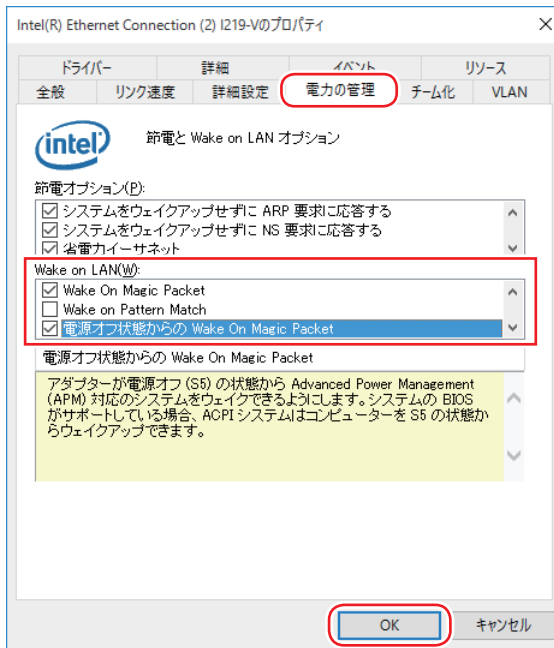 Intel(R) Ethernet Connection (2) I219-Vのプロパティ
ドライバー 詳細 イベント リソース
全般 リンク速度 詳細設定 電力の管理 チーム化 VLAN
intel
節電と Wake on LAN オプション
節電オプション(P):
システムをウェイクアップせずに ARP 要求に応答する
システムをウェイクアップせずに NS 要求に応答する
省電力イーサネット
Wake on LAN(W):
Wake On Magic Packet
Wake on Pattern Match
電源オフ状態からの Wake On Magic Packet
電源オフ状態からの Wake On Magic Packet
アダプターが電源オフ (S5) の状態から Advanced Power Management
(APM) 対応のシステムをウェイクできるようにします。システムの BIOS
がサポートしている場合、ACPI システムはコンピューターを S5 の状態か
らウェイクアップできます。
OK キャンセル